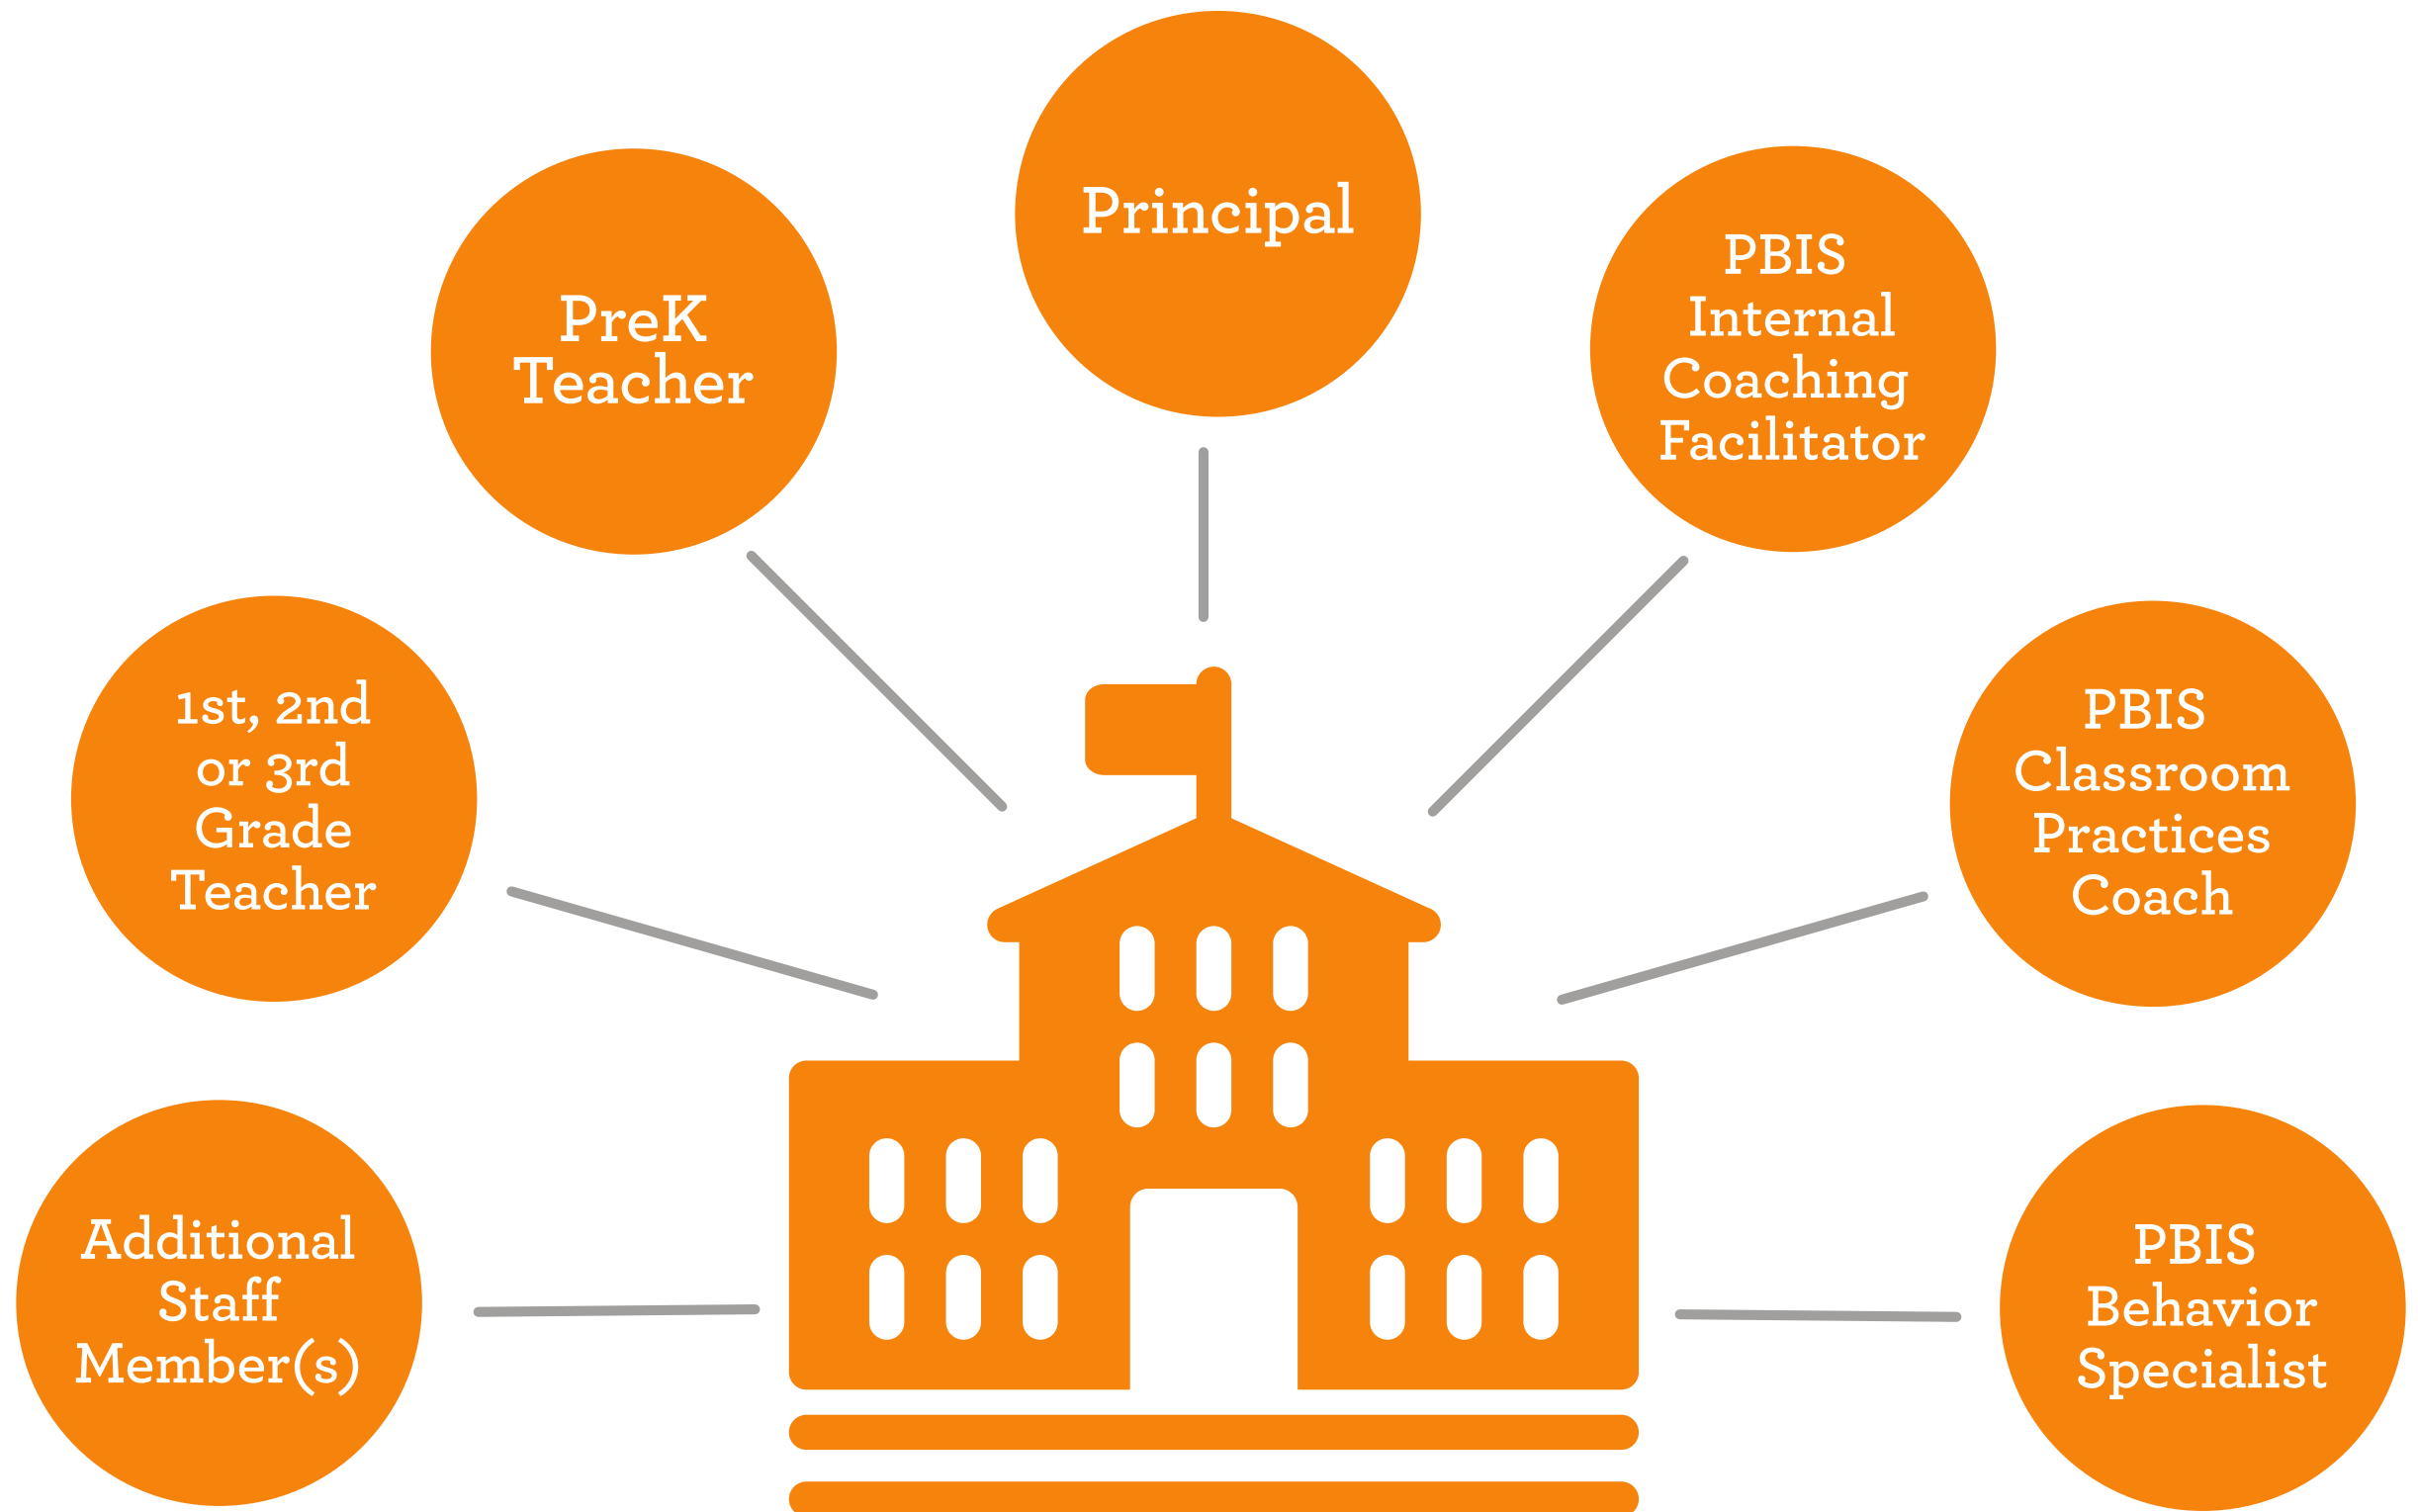 Principal
PreK
Teacher
PBIS
Internal
Coaching
Facilitator
1st, 2nd
or 3rd
Grade
Teacher
PBIS
Classroom
Practices
Coach
Additional
Staff
Member(s)
PBIS
Behavior
Specialist